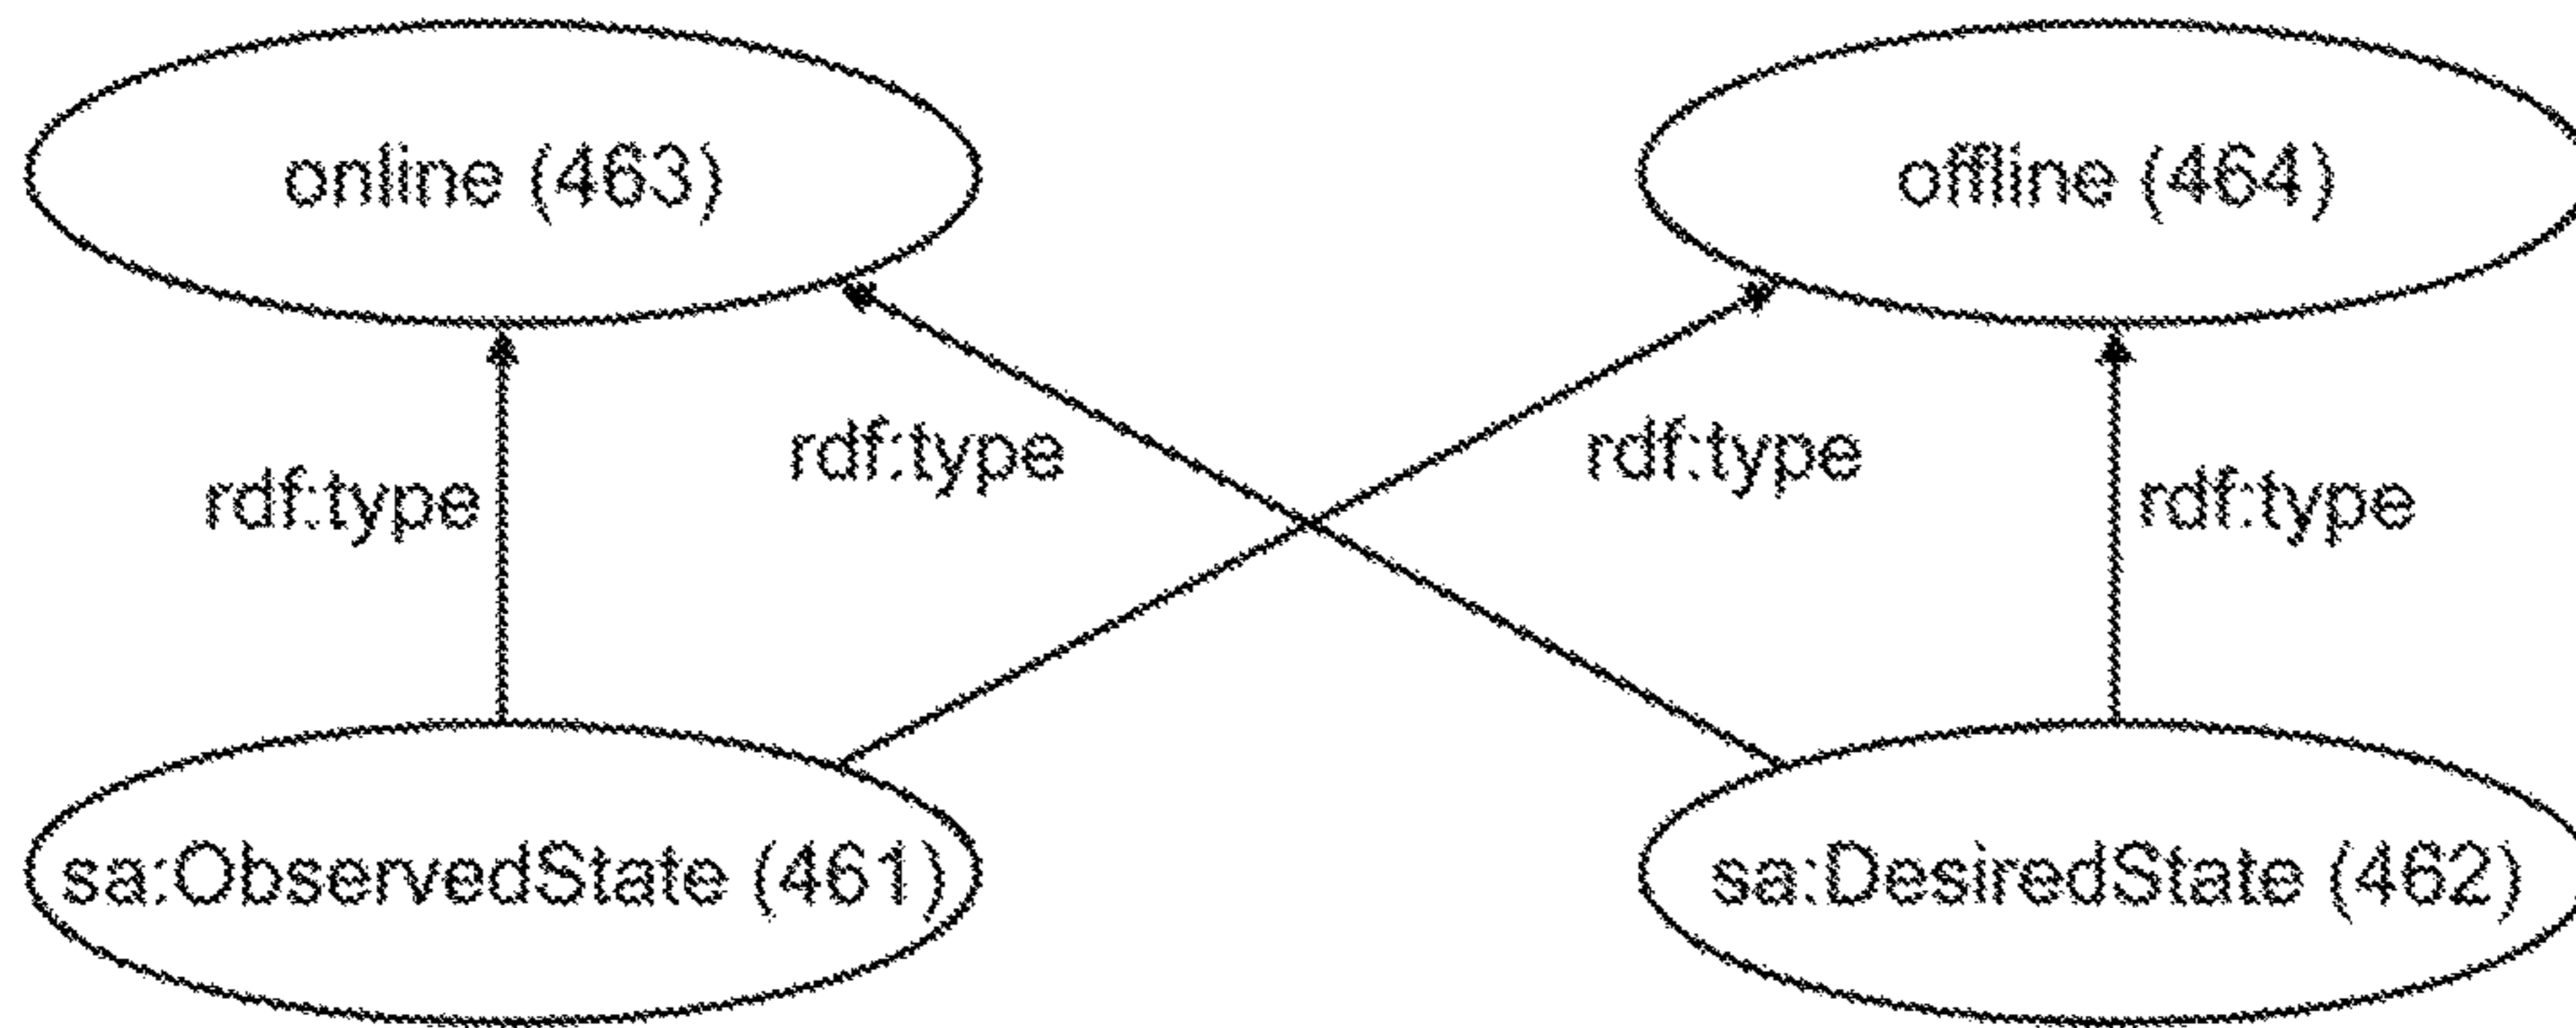 online (463)
offline (464)
rdf:type
rdf:type
rdf:type
rdf:type
sa:ObservedState (461)
sa:DesiredState (462)